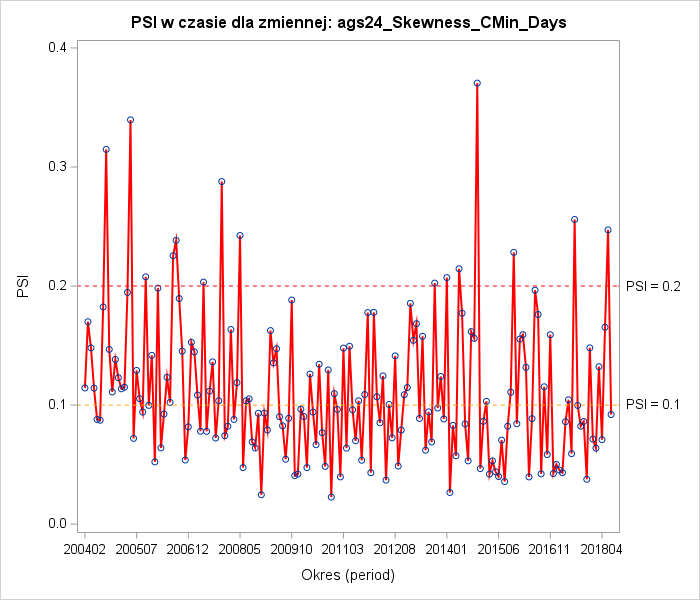 PSI w czasie dla zmiennej: ags24_Skewness_CMin_Days
0.4
0.3
0.2
0.1
0.0
PSI
PSI = 0.2
PSI = 0.1
200402 200507 200612 200805 200910 201103 201208 201401 201506 201611 201804
Okres (period)